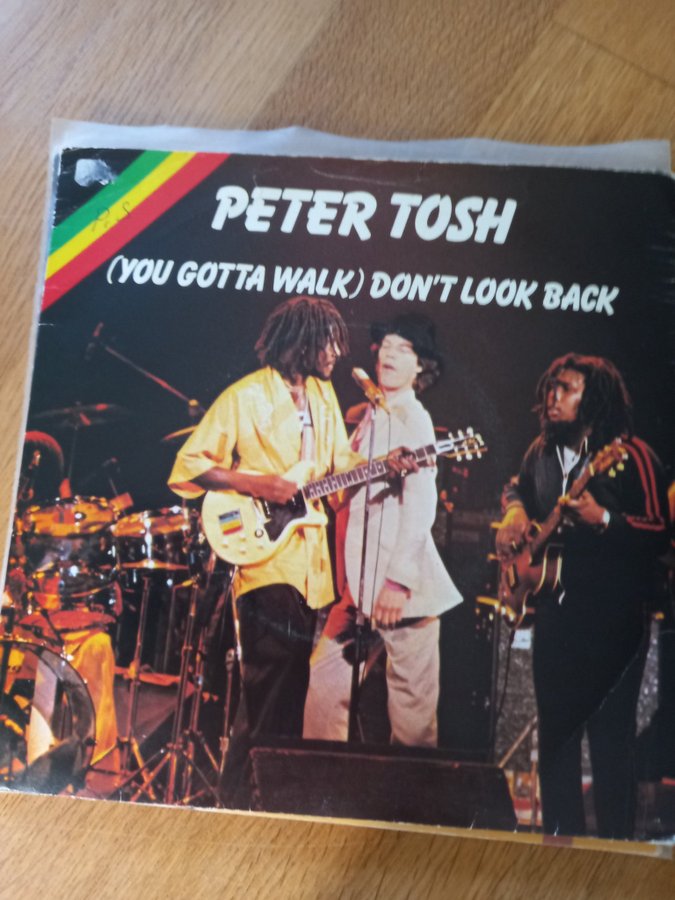 PETER TOSH
(YOU GOTTA WALK) DON'T LOOK BACK